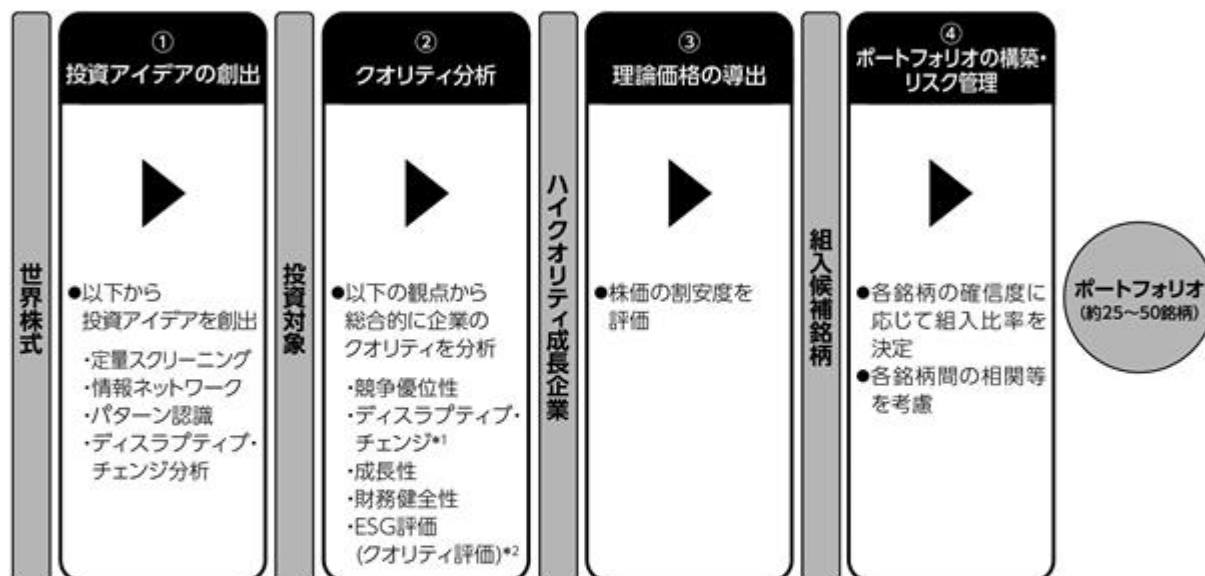 世界株式
①
投資アイデアの創出
●以下から
投資アイデアを創出
・定量スクリーニング
・情報ネットワーク
・パターン認識
・ディスラプティブ・
チェンジ分析
投資対象
②
クオリティ分析
●以下の観点から
総合的に企業の
クオリティを分析
・競争優位性
・ディスラプティブ・
チェンジ*1
・成長性
・財務健全性
・ESG評価
(クオリティ評価)*2
ハイクオリティ成長企業
③
理論価格の導出
●株価の割安度を
評価
組入候補銘柄
④
ポートフォリオの構築・
リスク管理
●各銘柄の確信度に
応じて組入比率を
決定
●各銘柄間の相関等
を考慮
ポートフォリオ
(約25～50銘柄)